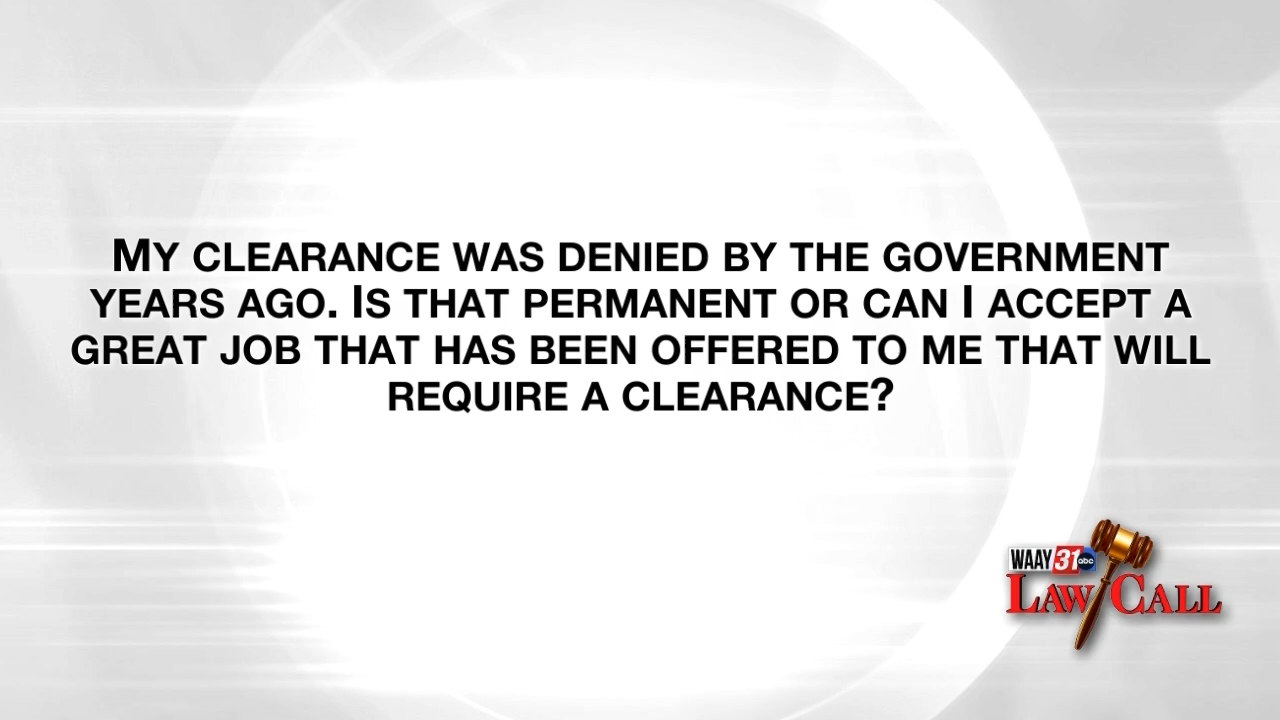 MY CLEARANCE WAS DENIED BY THE GOVERNMENT
YEARS AGO. IS THAT PERMANENT OR CAN I ACCEPT A
GREAT JOB THAT HAS BEEN OFFERED TO ME THAT WILL
REQUIRE A CLEARANCE?
WAAY 31 abc
LAW CALL